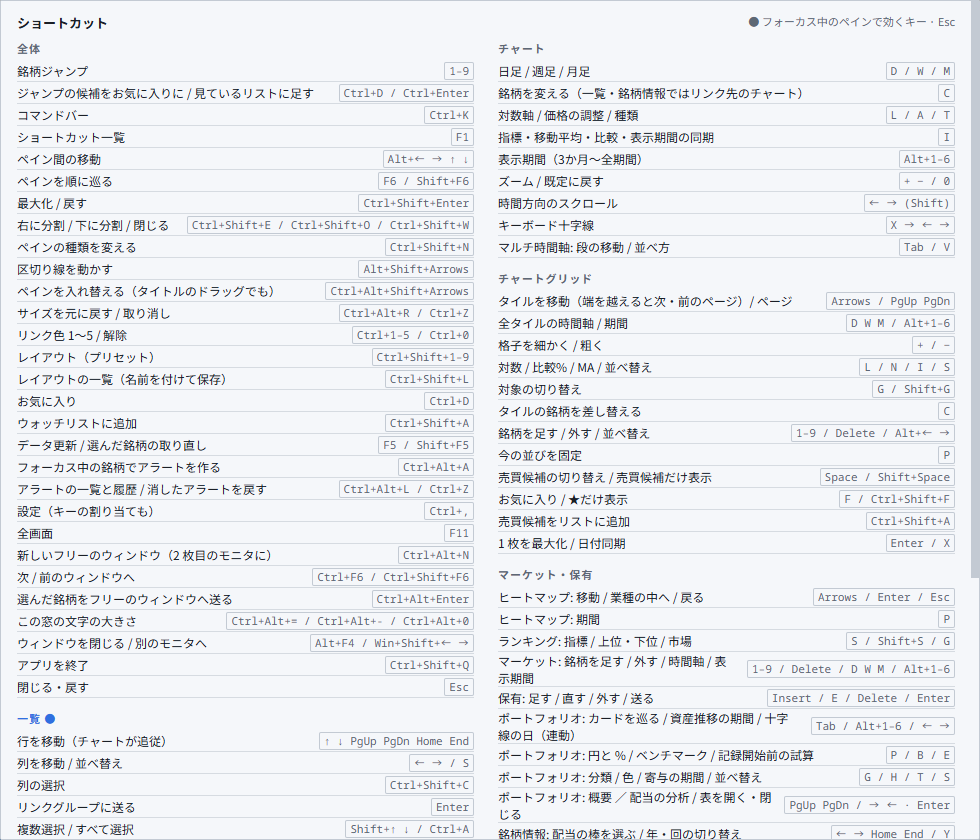 ショートカット
● フォーカス中のペインで効くキー · Esc
全体
銘柄ジャンプ 1-9
ジャンプの候補をお気に入りに / 見ているリストに足す Ctrl+D / Ctrl+Enter
コマンドバー Ctrl+K
ショートカット一覧 F1
ペイン間の移動 Alt+← → ↑ ↓
ペインを順に巡る F6 / Shift+F6
最大化 / 戻す Ctrl+Shift+Enter
右に分割 / 下に分割 / 閉じる Ctrl+Shift+E / Ctrl+Shift+O / Ctrl+Shift+W
ペインの種類を変える Ctrl+Shift+N
区切り線を動かす Alt+Shift+Arrows
ペインを入れ替える（タイトルのドラッグでも） Ctrl+Alt+Shift+Arrows
サイズを元に戻す / 取り消し Ctrl+Alt+R / Ctrl+Z
リンク色 1〜5 / 解除 Ctrl+1-5 / Ctrl+0
レイアウト（プリセット） Ctrl+Shift+1-9
レイアウトの一覧（名前を付けて保存） Ctrl+Shift+L
お気に入り Ctrl+D
ウォッチリストに追加 Ctrl+Shift+A
データ更新 / 選んだ銘柄の取り直し F5 / Shift+F5
フォーカス中の銘柄でアラートを作る Ctrl+Alt+A
アラートの一覧と履歴 / 消したアラートを戻す Ctrl+Alt+L / Ctrl+Z
設定（キーの割り当ても） Ctrl+,
全画面 F11
新しいフリーのウィンドウ（2 枚目のモニタに） Ctrl+Alt+N
次 / 前のウィンドウへ Ctrl+F6 / Ctrl+Shift+F6
選んだ銘柄をフリーのウィンドウへ送る Ctrl+Alt+Enter
この窓の文字の大きさ Ctrl+Alt+= / Ctrl+Alt+- / Ctrl+Alt+0
ウィンドウを閉じる / 別のモニタへ Alt+F4 / Win+Shift+← →
アプリを終了 Ctrl+Shift+Q
閉じる・戻す Esc
一覧 ●
行を移動（チャートが追従） ↑ ↓ PgUp PgDn Home End
列を移動 / 並べ替え ← → / S
列の選択 Ctrl+Shift+C
リンクグループに送る Enter
複数選択 / すべて選択 Shift+↑ ↓ / Ctrl+A
チャート
日足 / 週足 / 月足 D / W / M
銘柄を変える（一覧・銘柄情報ではリンク先のチャート） C
対数軸 / 価格の調整 / 種類 L / A / T
指標・移動平均・比較・表示期間の同期 I
表示期間（3か月〜全期間） Alt+1-6
ズーム / 既定に戻す + − / 0
時間方向のスクロール ← → (Shift)
キーボード十字線 X → ← →
マルチ時間軸: 段の移動 / 並べ方 Tab / V
チャートグリッド
タイルを移動（端を越えると次・前のページ）/ ページ Arrows / PgUp PgDn
全タイルの時間軸 / 期間 D W M / Alt+1-6
格子を細かく / 粗く + / −
対数 / 比較% / MA / 並べ替え L / N / I / S
対象の切り替え G / Shift+G
タイルの銘柄を差し替える C
銘柄を足す / 外す / 並べ替え 1-9 / Delete / Alt+← →
今の並びを固定 P
売買候補の切り替え / 売買候補だけ表示 Space / Shift+Space
お気に入り / ★だけ表示 F / Ctrl+Shift+F
売買候補をリストに追加 Ctrl+Shift+A
1 枚を最大化 / 日付同期 Enter / X
マーケット・保有
ヒートマップ: 移動 / 業種の中へ / 戻る Arrows / Enter / Esc
ヒートマップ: 期間 P
ランキング: 指標 / 上位・下位 / 市場 S / Shift+S / G
マーケット: 銘柄を足す / 外す / 時間軸 / 表 1-9 / Delete / D W M / Alt+1-6
示期間
保有: 足す / 直す / 外す / 送る Insert / E / Delete / Enter
ポートフォリオ: カードを巡る / 資産推移の期間 / 十字 Tab / Alt+1-6 / ← →
線の日（連動）
ポートフォリオ: 円と % / ベンチマーク / 記録開始前の試算 P / B / E
ポートフォリオ: 分類 / 色 / 寄与の期間 / 並べ替え G / H / T / S
ポートフォリオ: 概要 ／ 配当の分析 / 表を開く・閉 PgUp PgDn / → ← · Enter
じる
銘柄情報: 配当の棒を選ぶ / 年・回の切り替え ← → Home End / Y